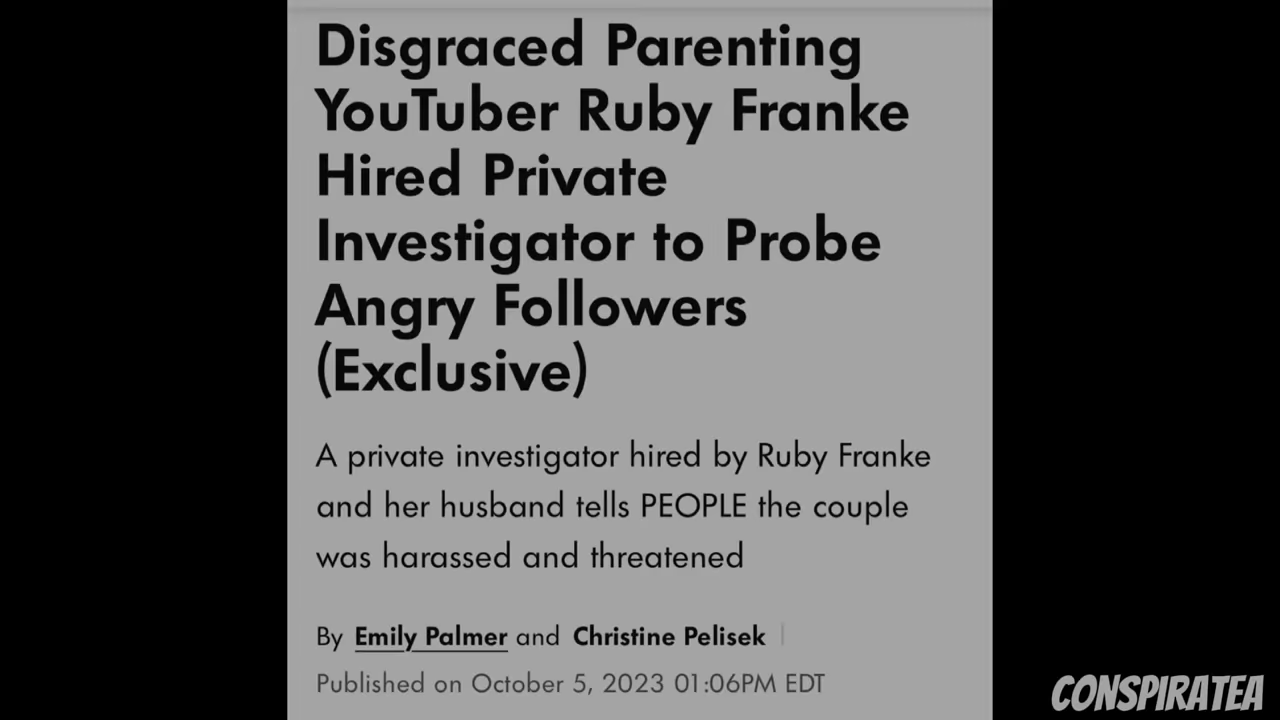 Disgraced Parenting
YouTuber Ruby Franke
Hired Private
Investigator to Probe
Angry Followers
(Exclusive)
A private investigator hired by Ruby Franke
and her husband tells PEOPLE the couple
was harassed and threatened
By Emily Palmer and Christine Pelisek
Published on October 5, 2023 01:06PM EDT
CONSPIRATEA